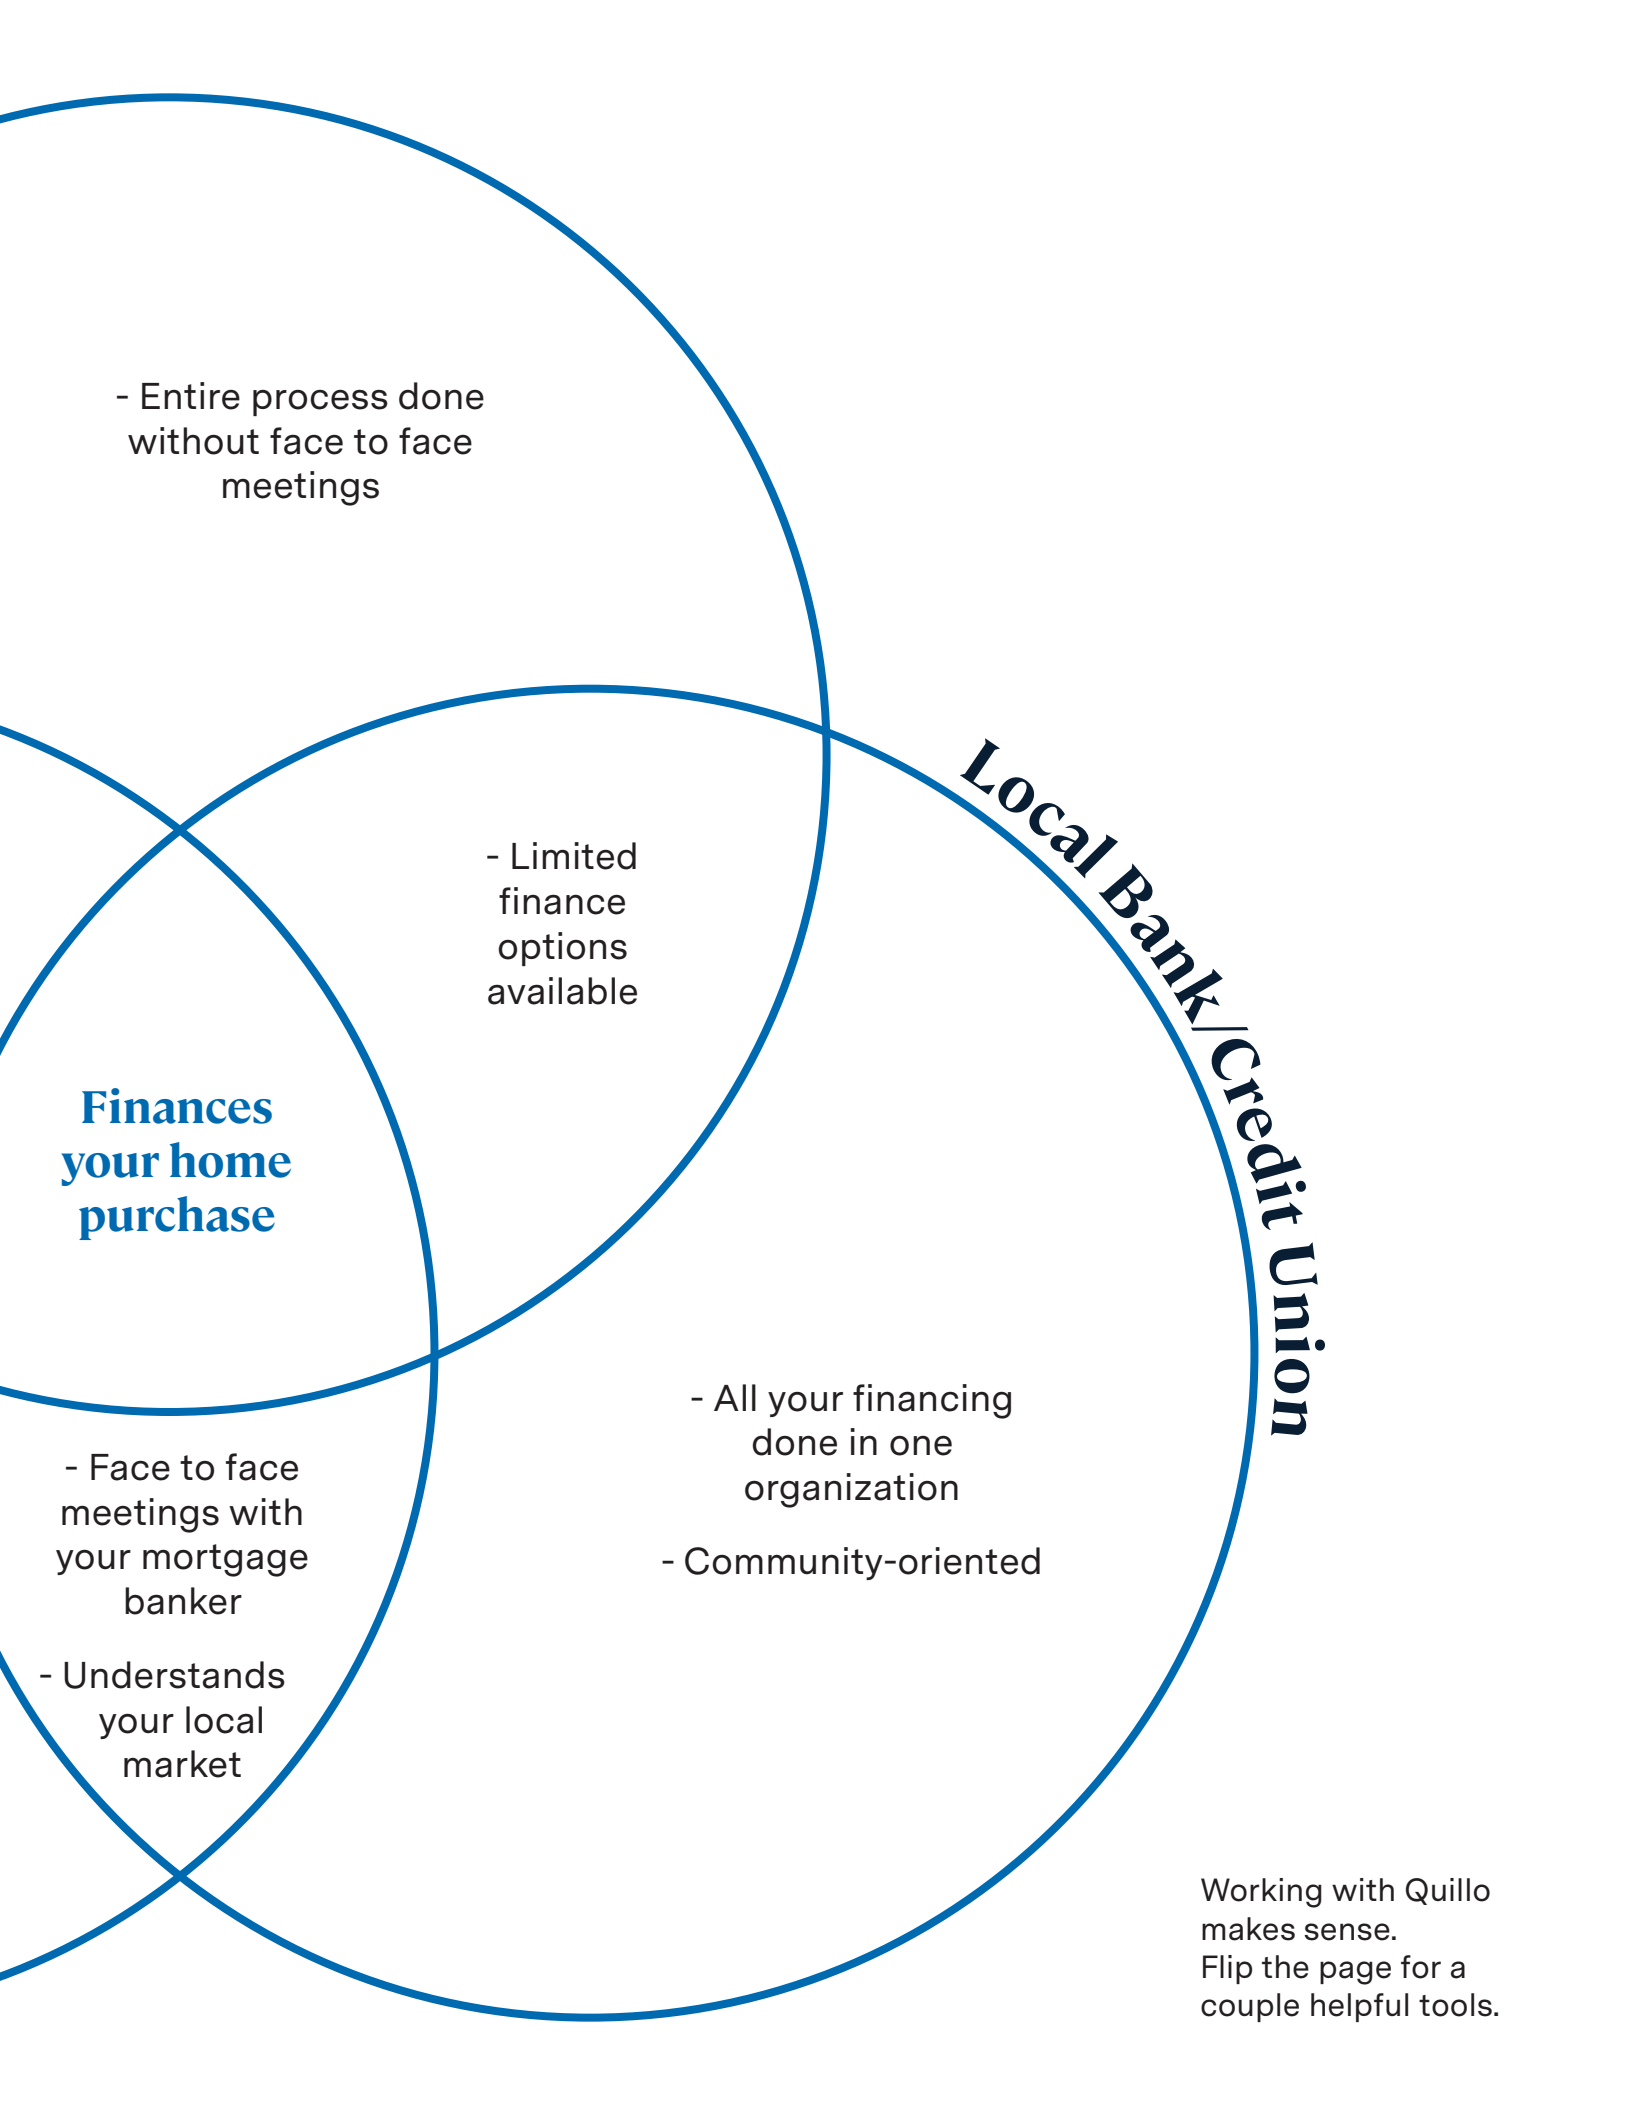 - Entire process done
without face to face
meetings
Local Bank/Credit Union
- Limited
finance
options
available
Finances
your home
purchase
- All your financing
done in one
organization
- Community-oriented
- Face to face
meetings with
your mortgage
banker
- Understands
your local
market
Working with Quillo
makes sense.
Flip the page for a
couple helpful tools.